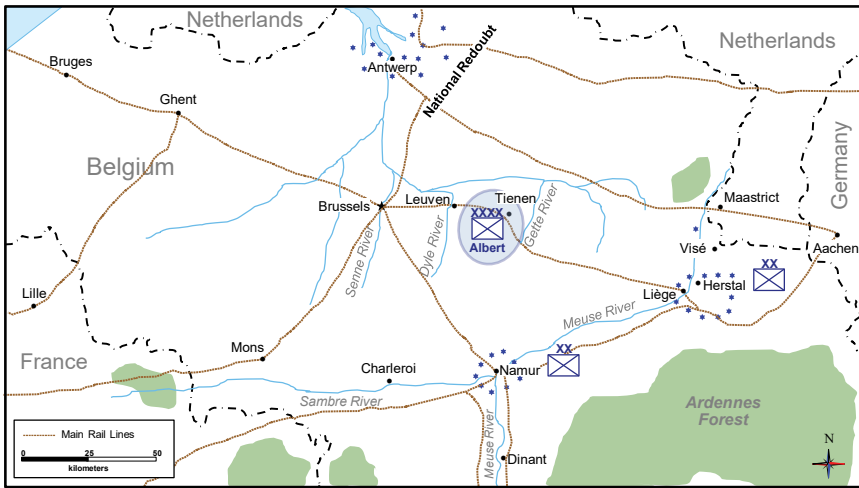 Netherlands
Netherlands
Bruges
Antwerp
National Redoubt
Ghent
Germany
Belgium
Brussels
Leuven
Tienen
Maastrict
XXXX
Albert
Gette River
Dyle River
Senne River
Visé
Aachen
XX
Herstal
Liège
Lille
Meuse River
Mons
France
XX
Charleroi
Namur
Sambre River
Ardennes
Forest
Meuse River
Dinant
Main Rail Lines
0 25 50
kilometers
N